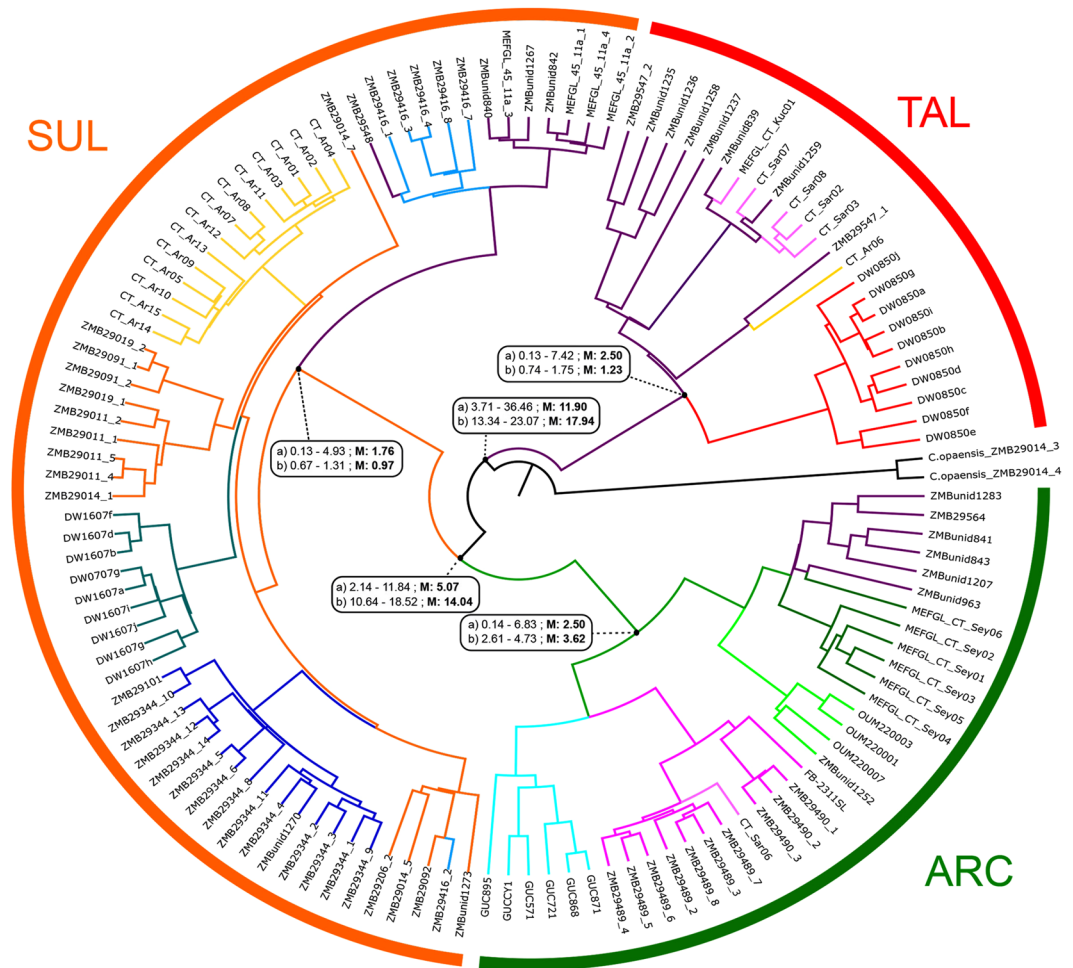 SUL
TAL
ARC
ZMB29014_7
ZMB29548
ZMB29416_1
ZMB29416_3
ZMB29416_4
ZMB29416_8
ZMB29416_7
ZMBunid840
MEFGL_45_11a_3
ZMBunid1267
ZMBunid842
MEFGL_45_11a_1
MEFGL_45_11a_4
MEFGL_45_11a_2
ZMB29547_2
ZMBunid1235
ZMBunid1236
ZMBunid1258
ZMBunid1237
ZMBunid839
MEFGL_CT_Kuc01
CT_Sar07
ZMBunid1259
CT_Sar08
CT_Sar02
CT_Sar03
ZMB29547_1
CT_Ar06
DW0850j
DW0850g
DW0850a
DW0850i
DW0850b
DW0850h
DW0850d
DW0850c
DW0850f
DW0850e
C.opaensis_ZMB29014_3
C.opaensis_ZMB29014_4
ZMBunid1283
ZMB29564
ZMBunid841
ZMBunid843
ZMBunid1207
ZMBunid963
MEFGL_CT_Sey06
MEFGL_CT_Sey02
MEFGL_CT_Sey01
MEFGL_CT_Sey03
MEFGL_CT_Sey05
MEFGL_CT_Sey04
OUM220003
OUM220001
OUM220007
ZMBunid1252
FB-2311SL
ZMB29490_1
ZMB29490_2
ZMB29490_3
CT_Sar06
ZMB29489_7
ZMB29489_3
ZMB29489_8
ZMB29489_2
ZMB29489_6
ZMB29489_5
ZMB29489_4
GUC871
GUC868
GUC721
GUC571
GUCCYT
GUC895
ZMBunid1273
ZMB29416_2
ZMB29092
ZMB29014_5
ZMB29206_2
ZMB29344_9
ZMB29344_1
ZMB29344_3
ZMB29344_2
ZMBunid1270
ZMB29344_4
ZMB29344_11
ZMB29344_8
ZMB29344_6
ZMB29344_5
ZMB29344_14
ZMB29344_12
ZMB29344_13
ZMB29344_10
ZMB29101
DW1607h
DW1607g
DW1607j
DW1607i
DW1607a
DW0707g
DW1607b
DW1607d
DW1607f
ZMB29014_1
ZMB29011_4
ZMB29011_5
ZMB29011_1
ZMB29011_2
ZMB29019_1
ZMB29091_2
ZMB29091_1
ZMB29019_2
CT_Ar14
CT_Ar15
CT_Ar10
CT_Ar05
CT_Ar09
CT_Ar13
CT_Ar12
CT_Ar07
CT_Ar08
CT_Ar11
CT_Ar03
CT_Ar01
CT_Ar02
CT_Ar04
a) 0.13 - 7.42 ; M: 2.50
b) 0.74 - 1.75 ; M: 1.23
a) 3.71 - 36.46 ; M: 11.90
b) 13.34 - 23.07 ; M: 17.94
a) 0.13 - 4.93 ; M: 1.76
b) 0.67 - 1.31 ; M: 0.97
a) 2.14 - 11.84 ; M: 5.07
b) 10.64 - 18.52 ; M: 14.04
a) 0.14 - 6.83 ; M: 2.50
b) 2.61 - 4.73 ; M: 3.62